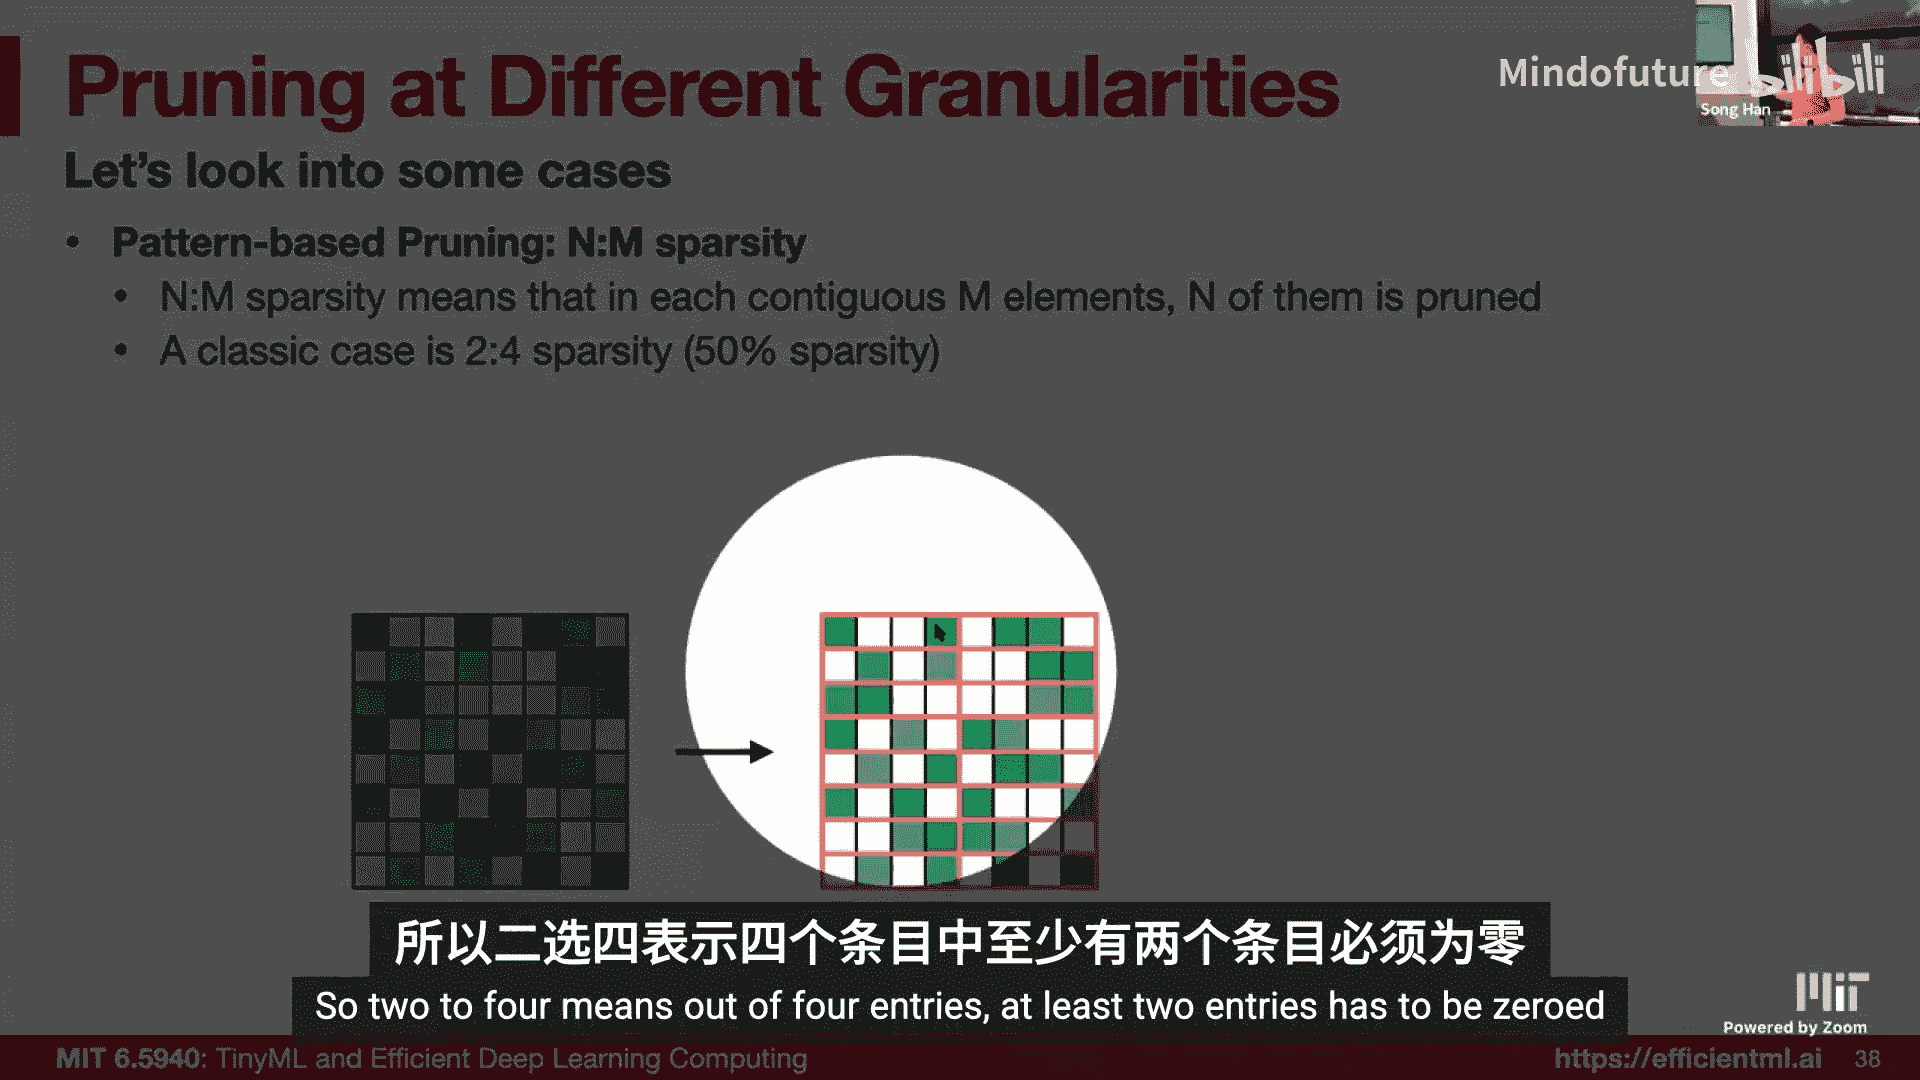 Pruning at Different Granularities
Mindofuture
bilibili
Song Han
Let's look into some cases
• Pattern-based Pruning: N:M sparsity
• N:M sparsity means that in each contiguous M elements, N of them is pruned
• A classic case is 2:4 sparsity (50% sparsity)
所以二选四表示四个条目中至少有两个条目必须为零
So two to four means out of four entries, at least two entries has to be zeroed
MIT
Powered by Zoom
MIT 6.5940: TinyML and Efficient Deep Learning Computing
https://efficientml.ai
38